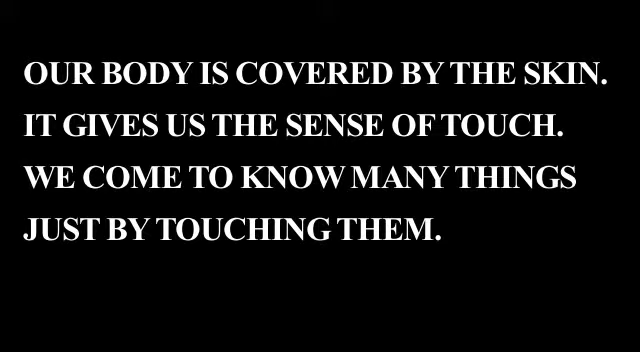 OUR BODY IS COVERED BY THE SKIN.
IT GIVES US THE SENSE OF TOUCH.
WE COME TO KNOW MANY THINGS
JUST BY TOUCHING THEM.